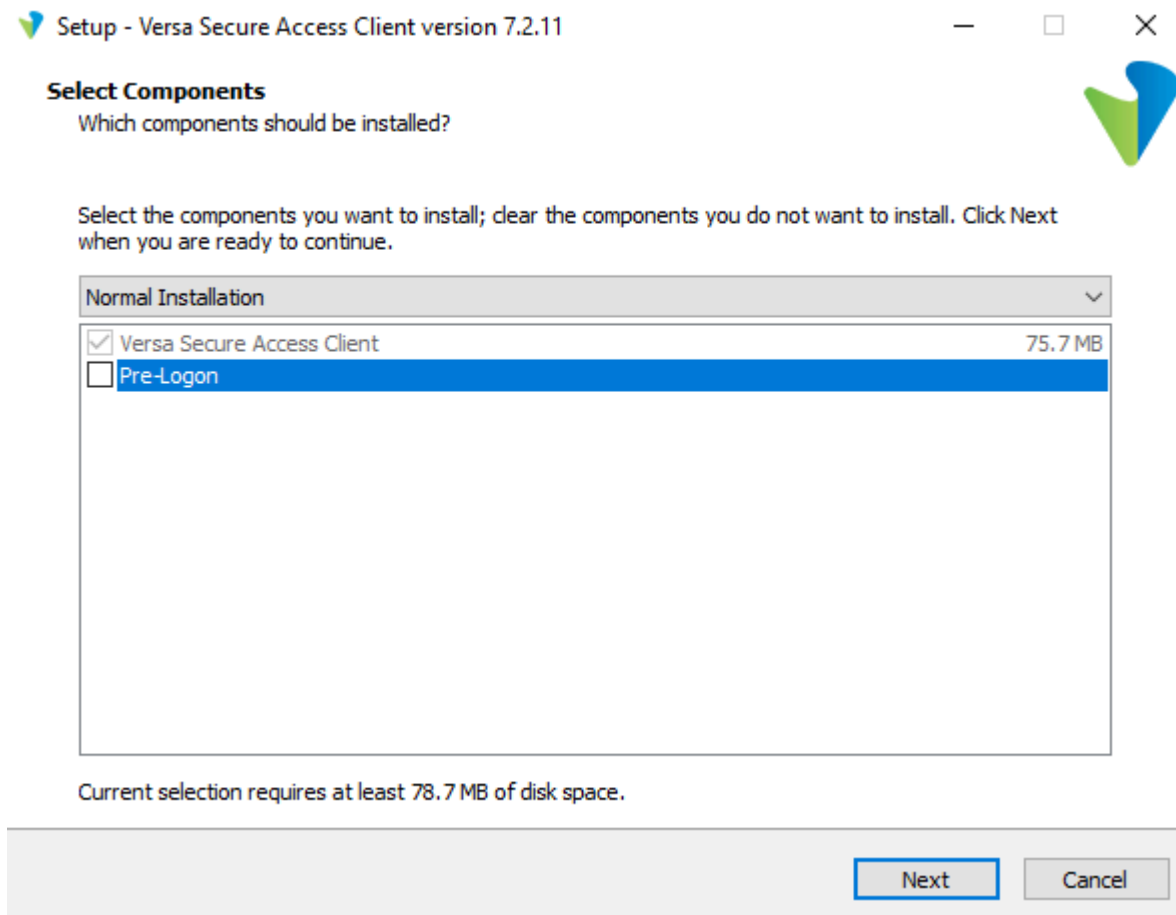 Setup - Versa Secure Access Client version 7.2.11
Select Components
Which components should be installed?
Select the components you want to install; clear the components you do not want to install. Click Next
when you are ready to continue.
Normal Installation
Versa Secure Access Client 75.7 MB
Pre-Logon
Current selection requires at least 78.7 MB of disk space.
Next Cancel